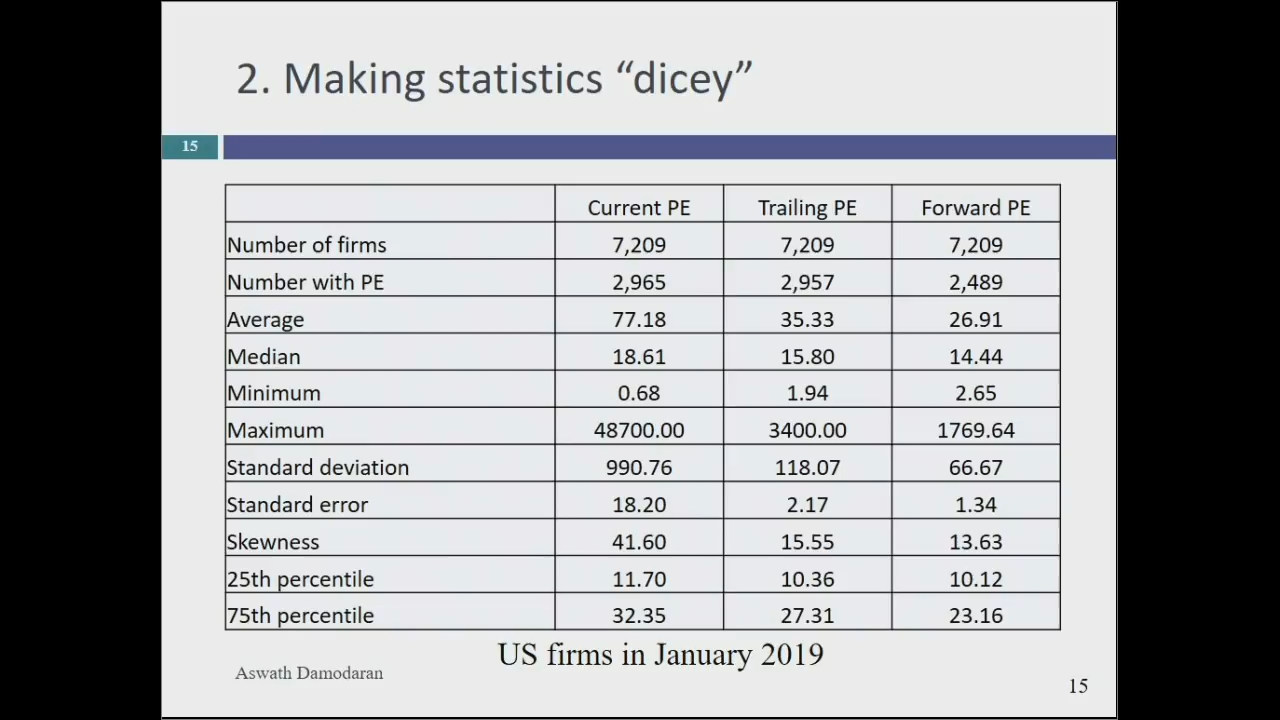 2. Making statistics “dicey”
15
Current PE Trailing PE Forward PE
Number of firms 7,209 7,209 7,209
Number with PE 2,965 2,957 2,489
Average 77.18 35.33 26.91
Median 18.61 15.80 14.44
Minimum 0.68 1.94 2.65
Maximum 48700.00 3400.00 1769.64
Standard deviation 990.76 118.07 66.67
Standard error 18.20 2.17 1.34
Skewness 41.60 15.55 13.63
25th percentile 11.70 10.36 10.12
75th percentile 32.35 27.31 23.16
US firms in January 2019
Aswath Damodaran
15